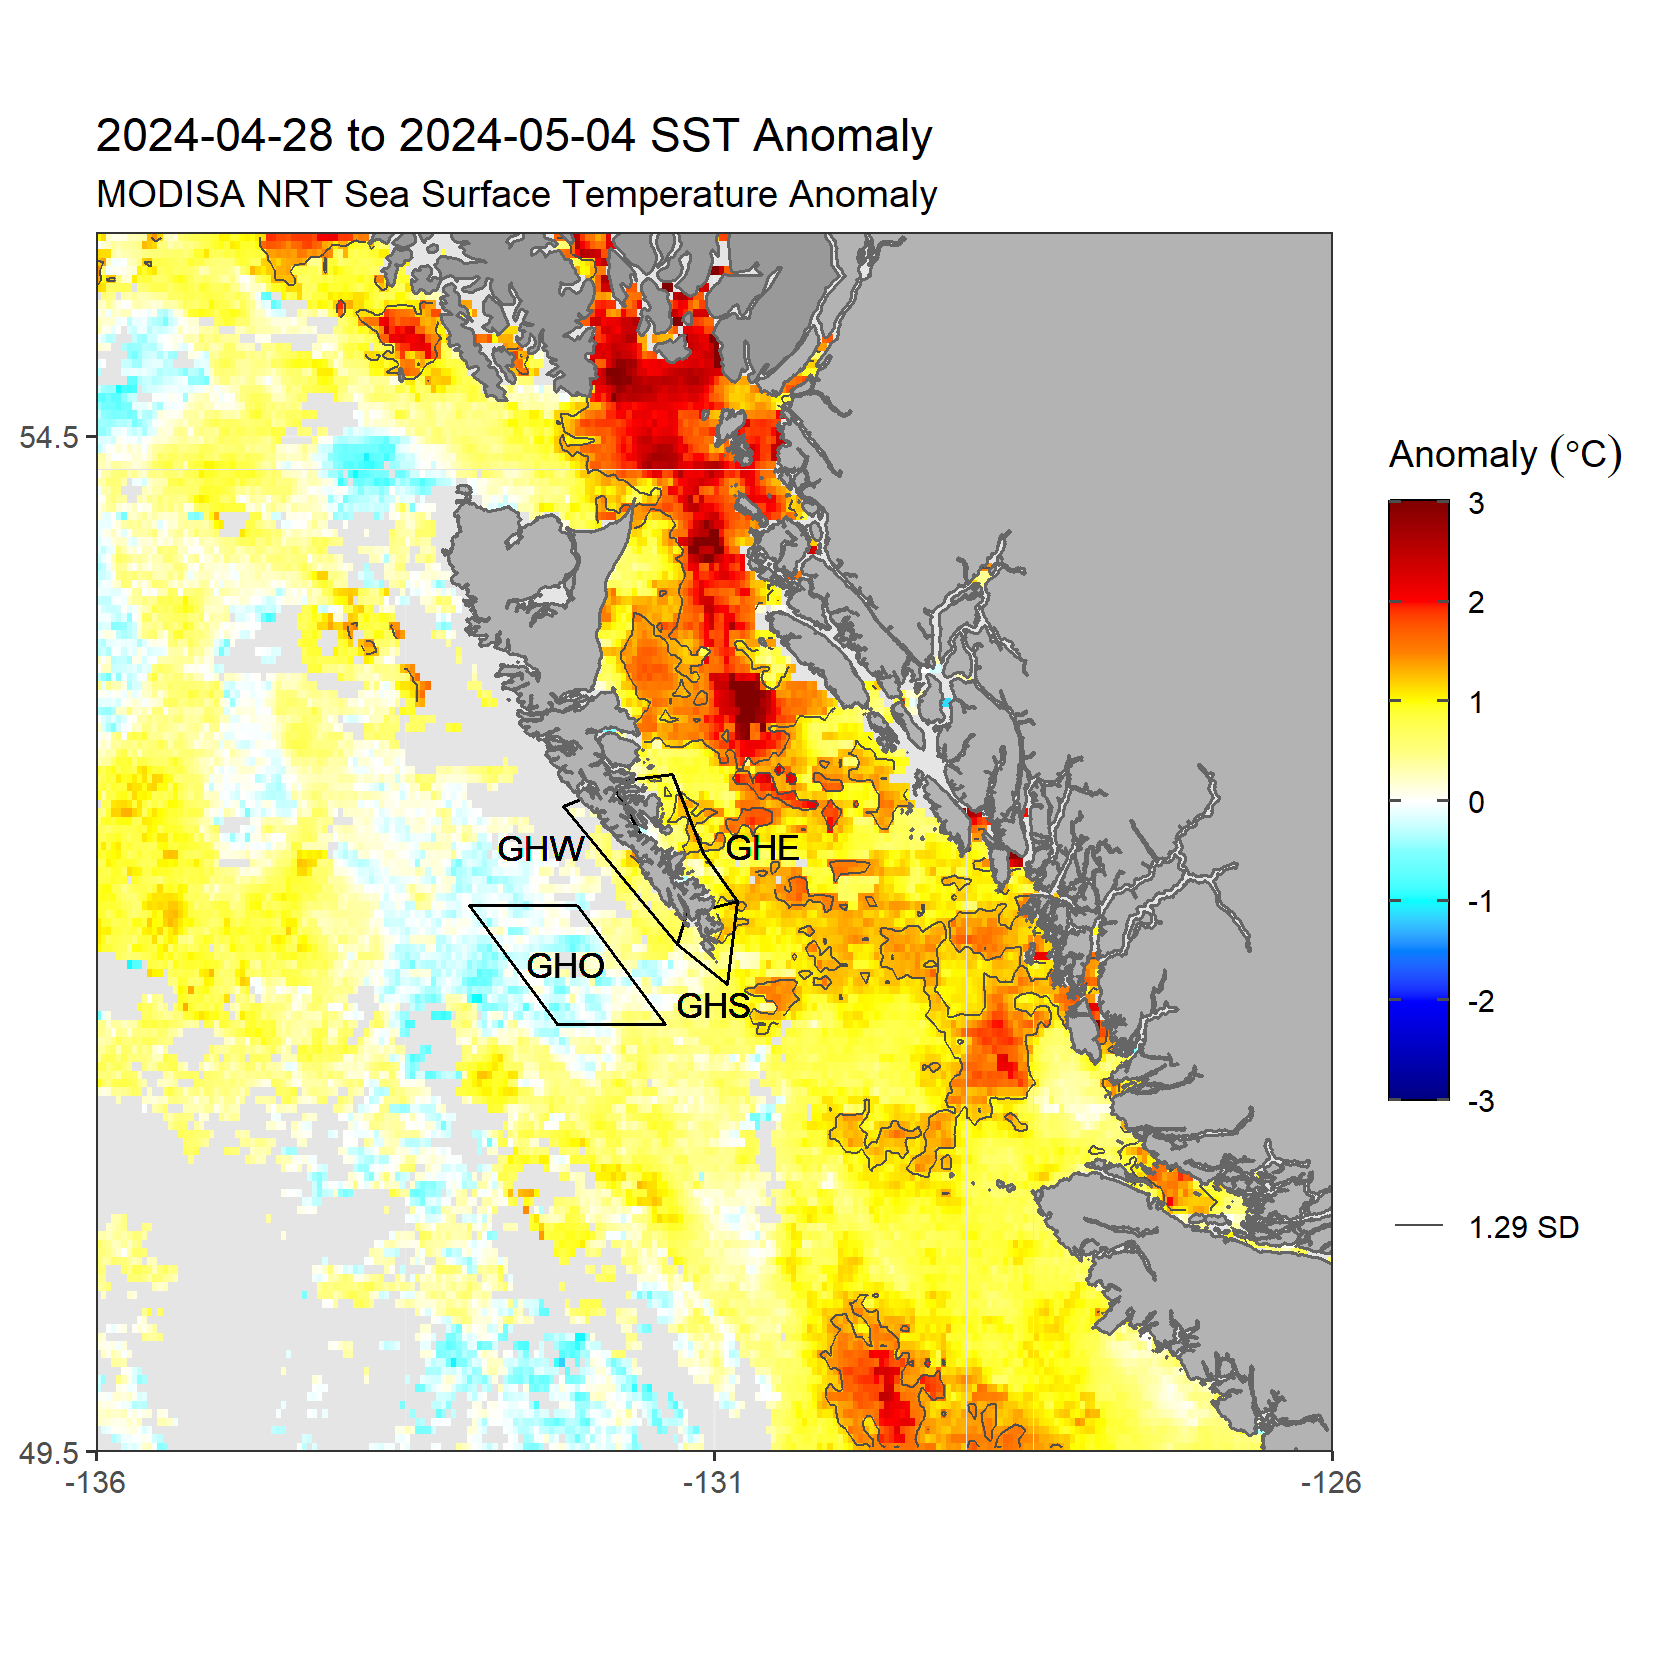 2024-04-28 to 2024-05-04 SST Anomaly
MODISA NRT Sea Surface Temperature Anomaly
54.5
49.5
-136
-131
-126
GHW
GHE
GHO
GHS
Anomaly (°C)
3
2
1
0
-1
-2
-3
1.29 SD